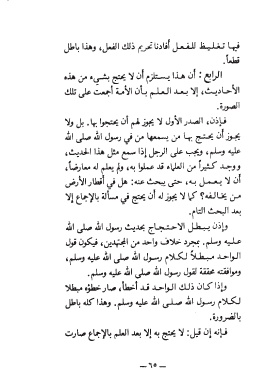 فيها تغليظ للفعل أفادنا تحريم ذلك الفعل، وهذا باطل
قطعاً.
الرابع: أن هذا يستلزم أن لا يحتج بشيء من هذه
الأحاديث، إلا بعد العلم بأن الأمة أجمعت على تلك
الصورة.
فإذن، الصدر الأول لا يجوز لهم أن يحتجوا بها. بل ولا
يجوز أن يحتج بها من يسمعها من في رسول الله صلى الله
عليه وسلم، ويجب على الرجل إذا سمع مثل هذا الحديث،
ووجد كثيراً من العلماء قد عملوا به، ولم يعلم له معارضاً،
أن لا يعمل به، حتى يبحث عنه: هل في أقطار الأرض
من يخالفه؟ كما لا يجوز له أن يحتج في مسألة بالإجماع إلا
بعد البحث التام.
وإذن يبطل الاحتجاج بحديث رسول الله صلى الله
عليه وسلم. بمجرد خلاف واحد من المجتهدين، فيكون قول
الواحد مبطلاً لكلام رسول الله صلى الله عليه وسلم،
وموافقته محققة لقول رسول الله صلى الله عليه وسلم.
وإذا كان ذلك الواحد قد أخطأ، صار خطؤه مبطلا
لكلام رسول الله صلى الله عليه وسلم. وهذا كله باطل
بالضرورة.
فإنه إن قيل: لا يحتج به إلا بعد العلم بالإجماع صارت
– ٦٥ –